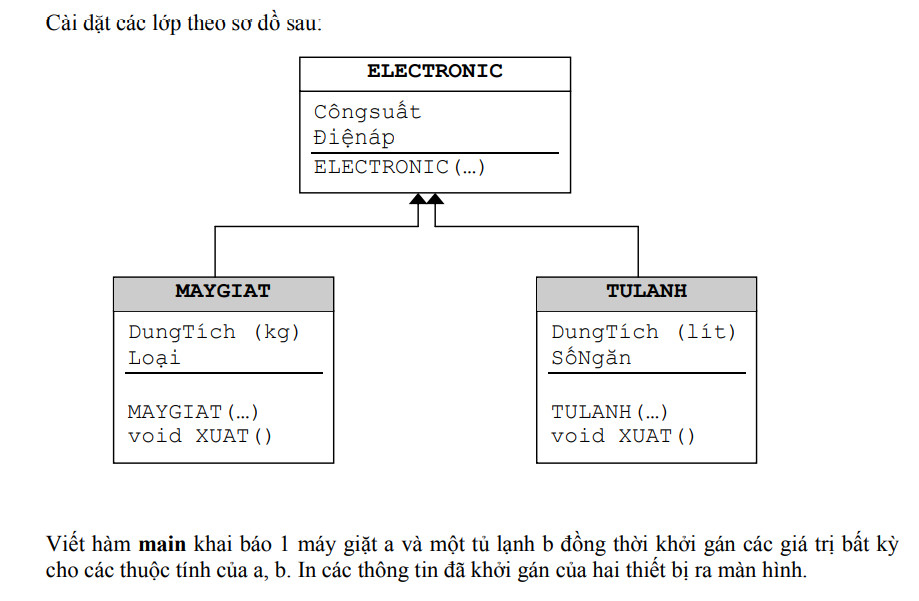 Cài dặt các lớp theo sơ dồ sau:
ELECTRONIC
Côngsuất
Điệnáp
ELECTRONIC(…)
MAYGIAT
DungTích (kg)
Loại
MAYGIAT(…)
void XUAT()
TULANH
DungTích (lít)
SốNgăn
TULANH(…)
void XUAT()
Viết hàm main khai báo 1 máy giặt a và một tủ lạnh b đồng thời khởi gán các giá trị bất kỳ
cho các thuộc tính của a, b. In các thông tin đã khởi gán của hai thiết bị ra màn hình.